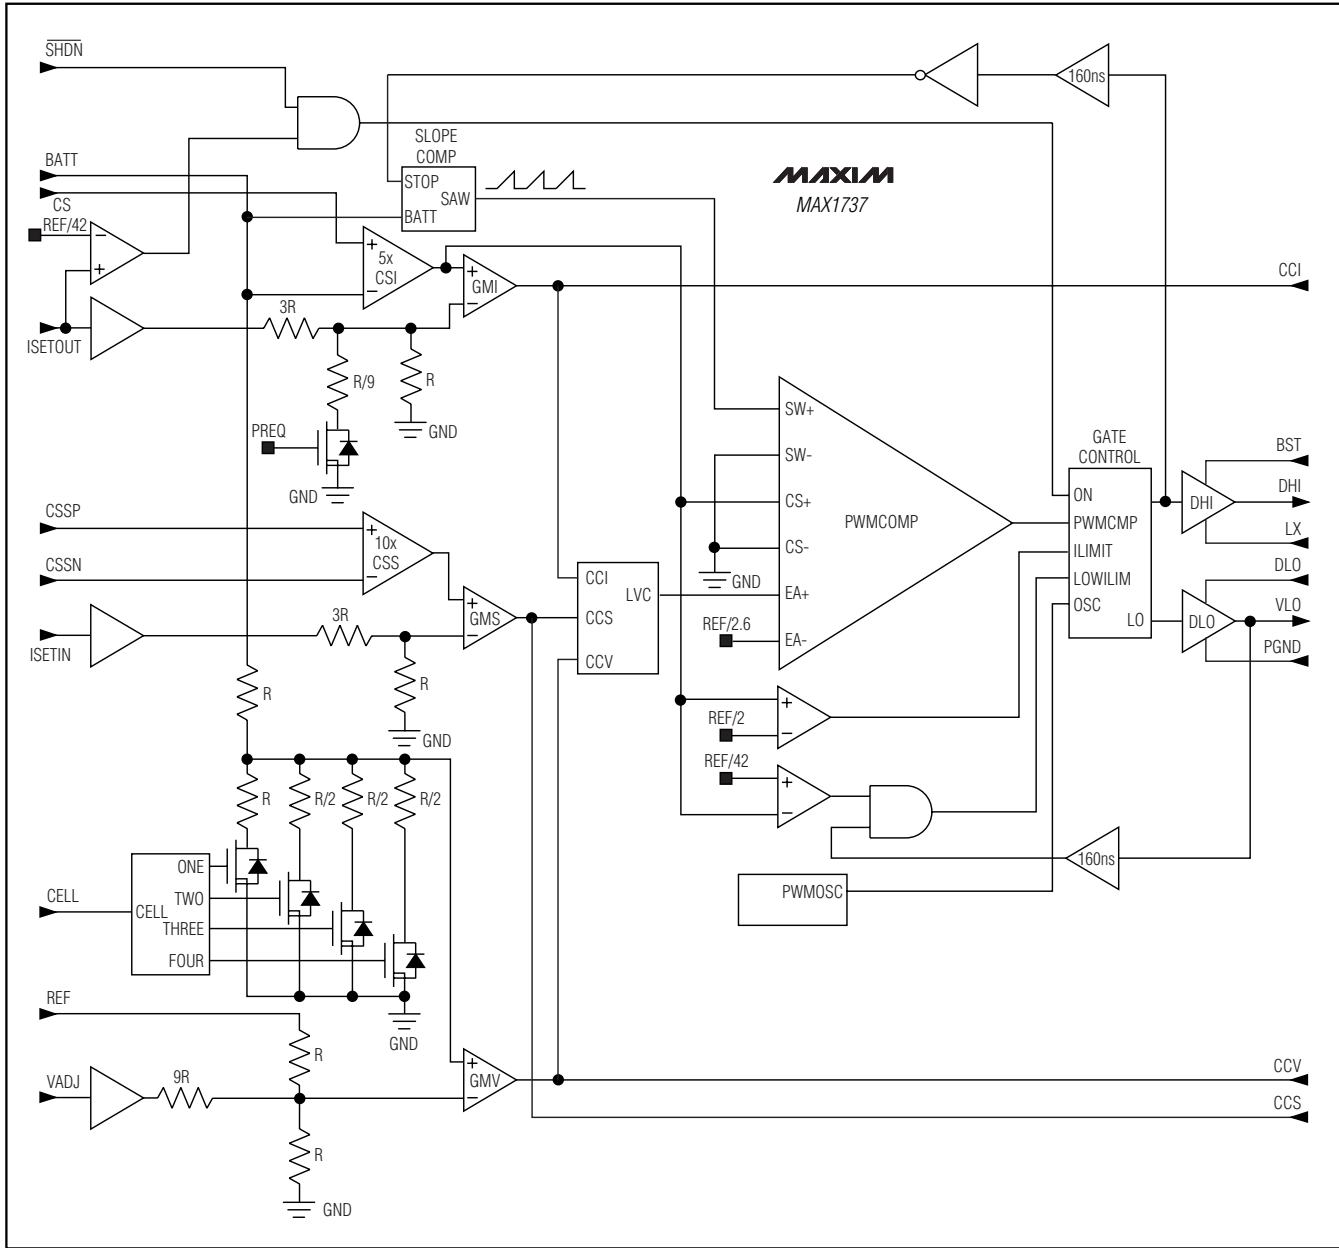 SHDN
160ns
SLOPE
COMP
BATT
STOP
MAXIM
SAW
MAX1737
CS
REF/42
BATT
–
+
+
5x
CSI
–
+
GMI
–
CCI
3R
ISETOUT
R/9
R
SW+
PREQ
GND
GATE
CONTROL
BST
SW-
GND
ON
DHI
DHI
CSSP
CS+
PWMCOMP
PWMCMP
LX
+
10x
CSS
–
CS-
ILIMIT
CSSN
CCI
GND
LOWILIM
DLO
LVC
EA+
OSC
+
GMS
–
CCS
REF/2.6
LO
DLO
VLO
3R
ISETIN
EA-
PGND
CCV
R
R
+
REF/2
–
GND
REF/42
+
R
R/2
R/2
R/2
–
160ns
ONE
PWMOSC
CELL
CELL
TWO
THREE
FOUR
REF
GND
R
+
GMV
–
VADJ
9R
CCV
CCS
R
GND